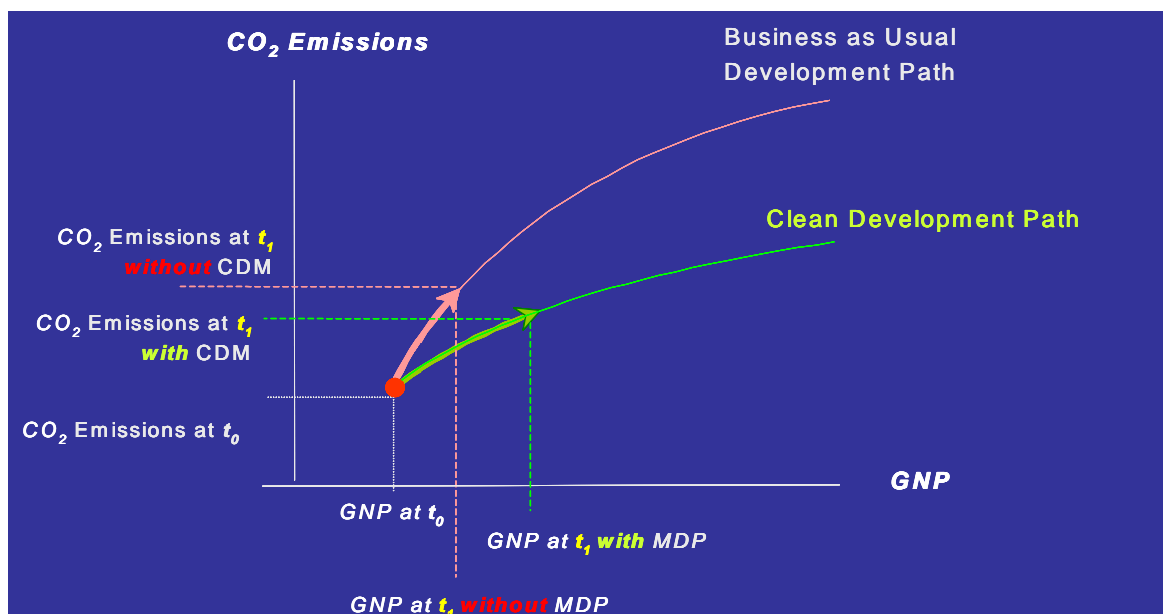 CO2 Emissions
Business as Usual
Development Path
Clean Development Path
CO2 Emissions at t1
without CDM
CO2 Emissions at t1
with CDM
CO2 Emissions at t0
GNP
GNP at t0
GNP at t1 with MDP
GNP at t1 without MDP